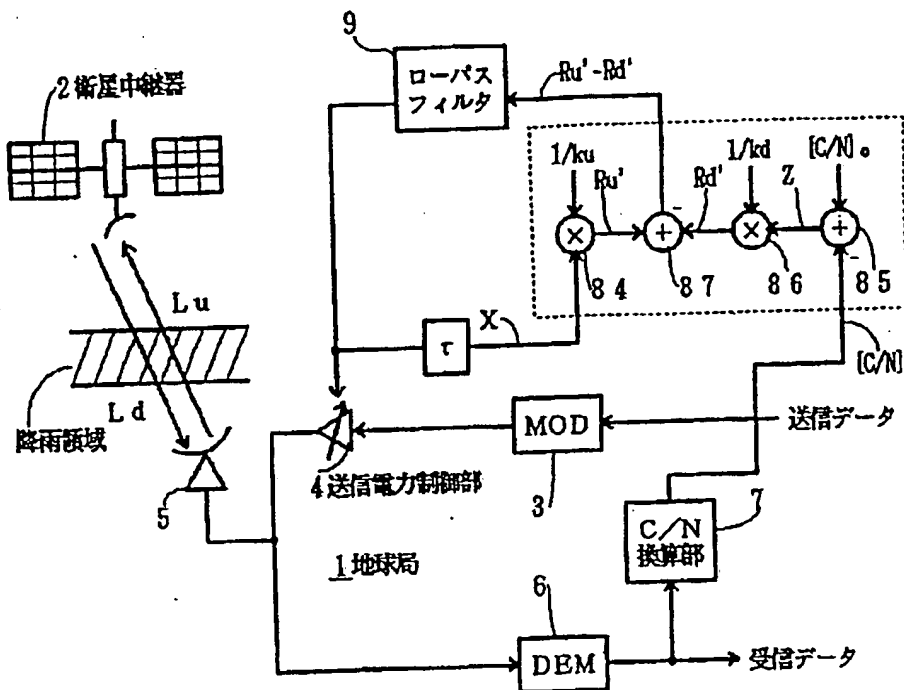 9
ローパス
フィルタ
Ru'-Rd'
2衛星中継器
1/ku
Ru'
1/kd
Rd'
Z
[C/N]。
×
+
×
+
-
-
84
87
86
85
Lu
Ld
τ
X
[C/N]
降雨領域
5
4送信電力制御部
MOD
3
送信データ
C/N
換算部
7
1地球局
6
DEM
受信データ